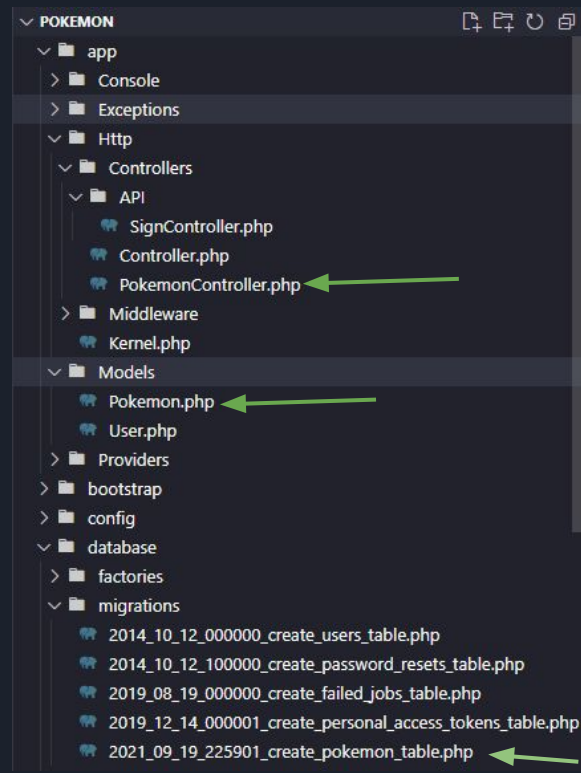 POKEMON
app
Console
Exceptions
Http
Controllers
API
SignController.php
Controller.php
PokemonController.php
Middleware
Kernel.php
Models
Pokemon.php
User.php
Providers
bootstrap
config
database
factories
migrations
2014_10_12_000000_create_users_table.php
2014_10_12_100000_create_password_resets_table.php
2019_08_19_000000_create_failed_jobs_table.php
2019_12_14_000001_create_personal_access_tokens_table.php
2021_09_19_225901_create_pokemon_table.php